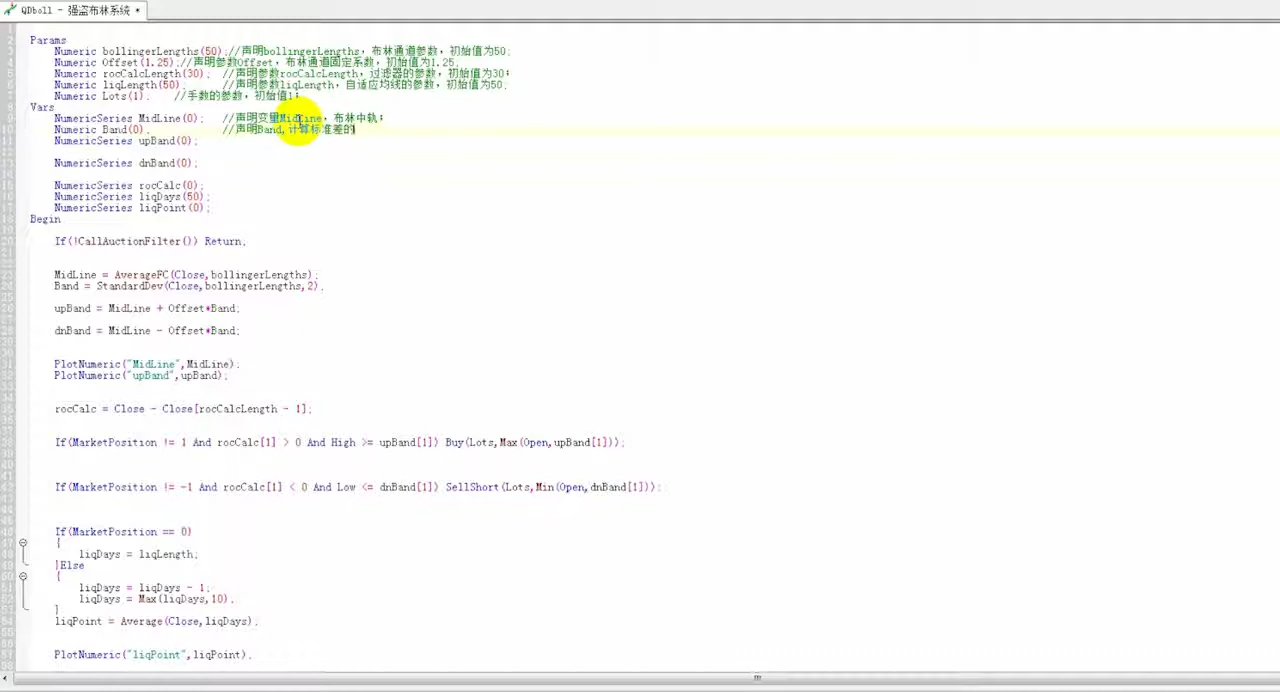 QDboll - 强盗布林系统 *
Params
Numeric bollingerLengths(50);//声明bollingerLengths，布林通道参数，初始值为50;
Numeric Offset(1.25);//声明参数Offset，布林通道固定系数，初始值为1.25;
Numeric rocCalcLength(30); //声明参数rocCalcLength，过滤器的参数，初始值为30;
Numeric liqLength(50); //声明参数liqLength，自适应均线的参数，初始值为50;
Numeric Lots(1); //手数的参数，初始值1;
Vars
NumericSeries MidLine(0); //声明变量MidLine，布林中轨;
Numeric Band(0); //声明Band,计算标准差的
NumericSeries upBand(0);
NumericSeries dnBand(0);
NumericSeries rocCalc(0);
NumericSeries liqDays(50);
NumericSeries liqPoint(0);
Begin
If(!CallAuctionFilter()) Return;
MidLine = AverageFC(Close,bollingerLengths);
Band = StandardDev(Close,bollingerLengths,2);
upBand = MidLine + Offset*Band;
dnBand = MidLine - Offset*Band;
PlotNumeric("MidLine",MidLine);
PlotNumeric("upBand",upBand);
rocCalc = Close - Close[rocCalcLength - 1];
If(MarketPosition != 1 And rocCalc[1] > 0 And High >= upBand[1]) Buy(Lots,Max(Open,upBand[1]));
If(MarketPosition != -1 And rocCalc[1] < 0 And Low <= dnBand[1]) SellShort(Lots,Min(Open,dnBand[1]));
If(MarketPosition == 0)
{
liqDays = liqLength;
}Else
{
liqDays = liqDays - 1;
liqDays = Max(liqDays,10);
}
liqPoint = Average(Close,liqDays);
PlotNumeric("liqPoint",liqPoint);